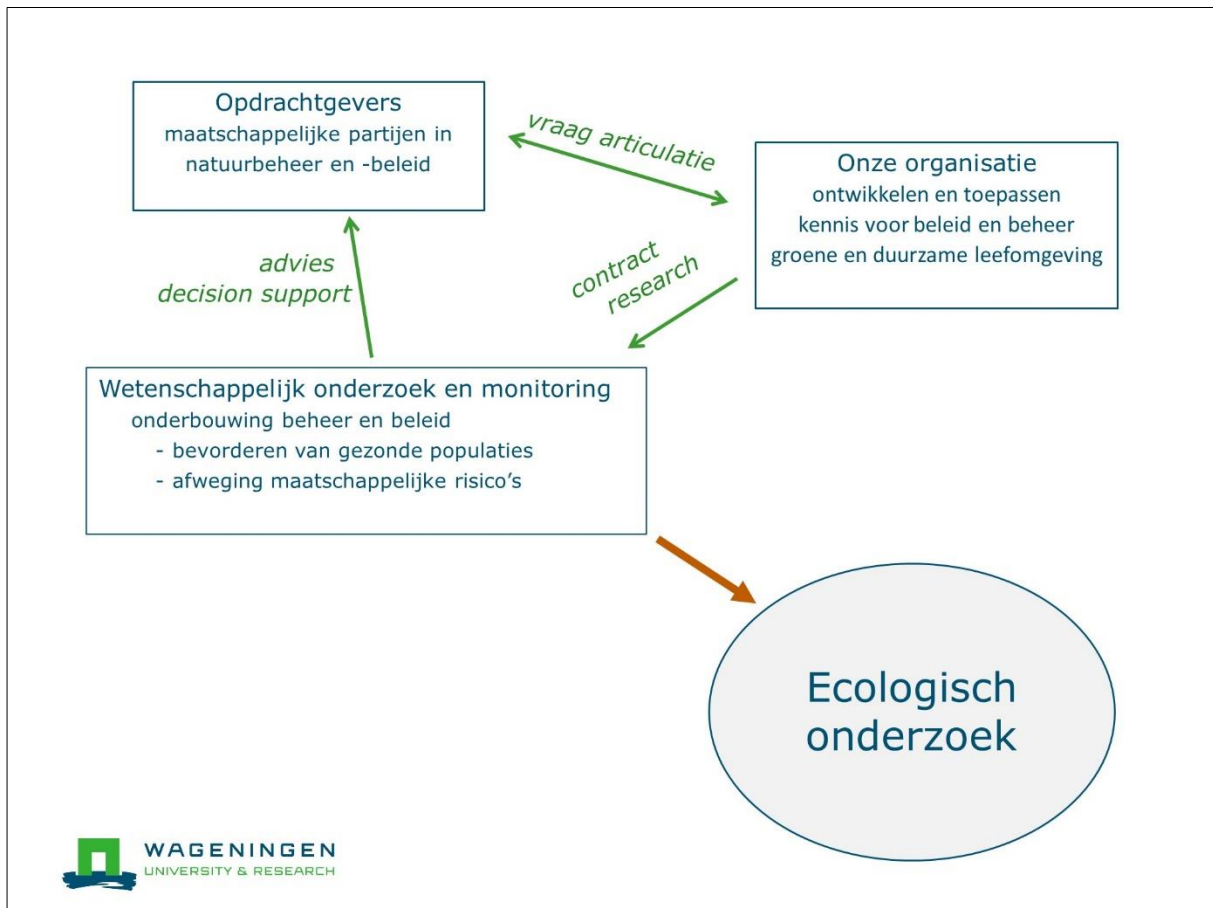 Opdrachtgevers
maatschappelijke partijen in
natuurbeheer en -beleid
vraag articulatie
Onze organisatie
ontwikkelen en toepassen
kennis voor beleid en beheer
groene en duurzame leefomgeving
advies
decision support
contract
research
Wetenschappelijk onderzoek en monitoring
onderbouwing beheer en beleid
- bevorderen van gezonde populaties
- afweging maatschappelijke risico's
Ecologisch
onderzoek
WAGENINGEN
UNIVERSITY & RESEARCH